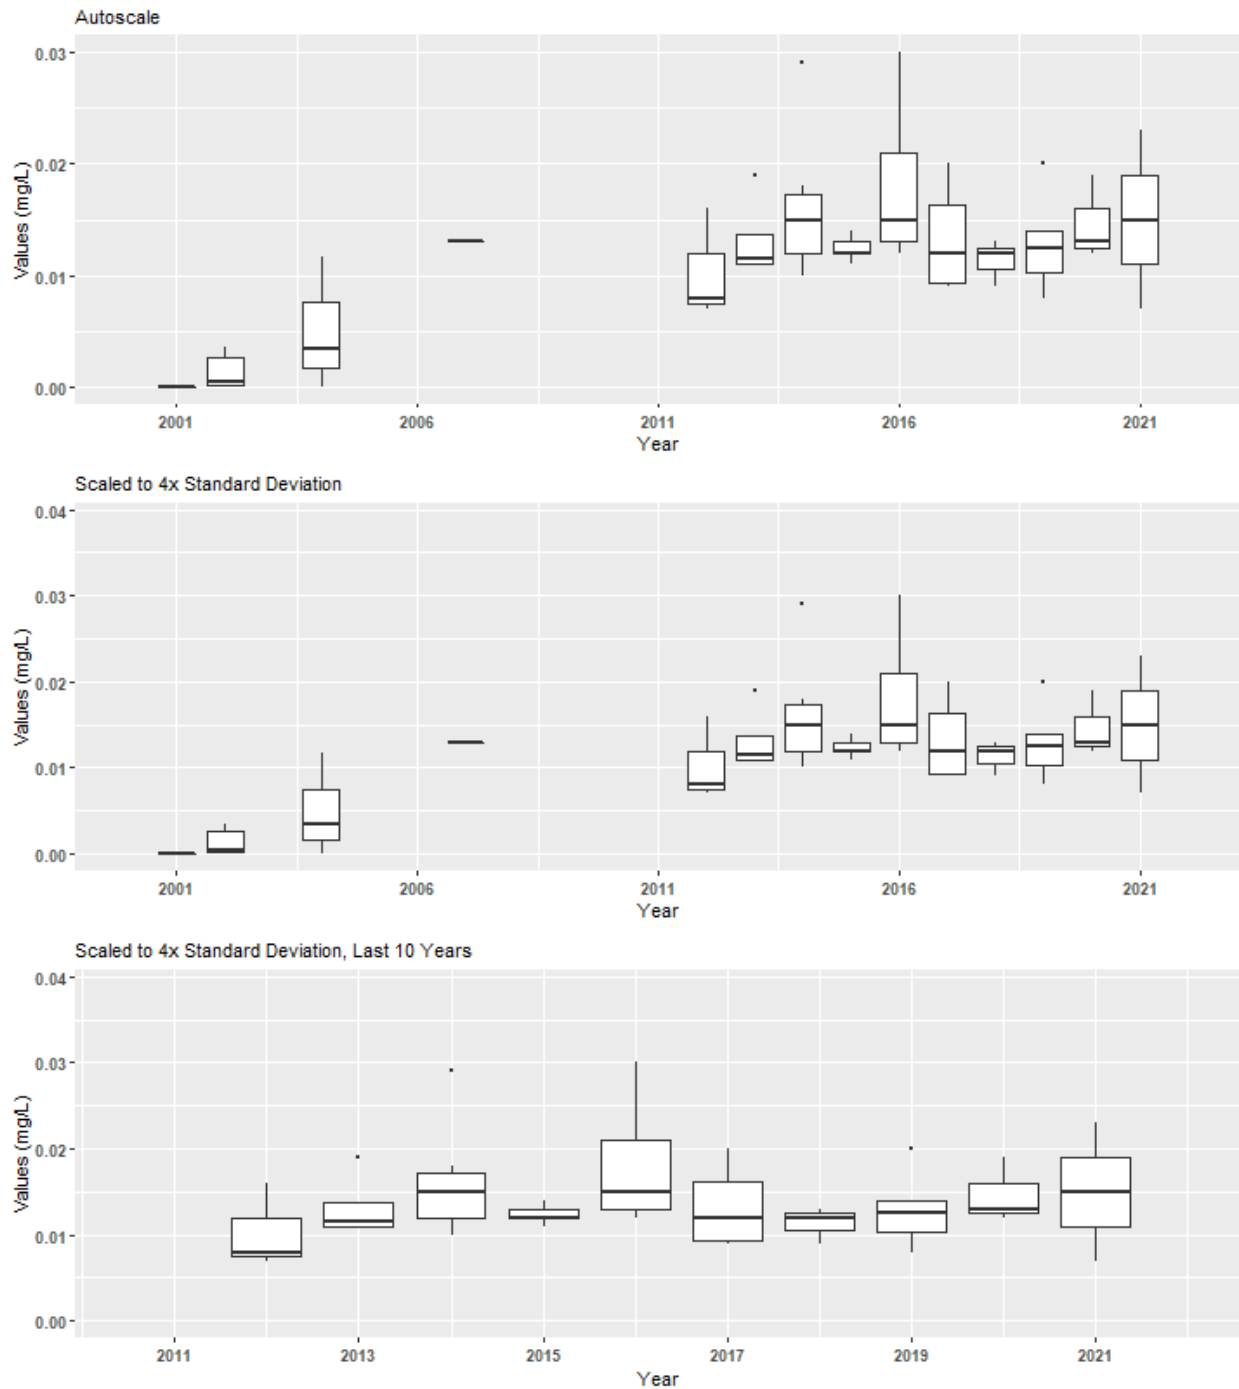 Autoscale
0.03
0.02
0.01
0.00
Values (mg/L)
2001 2006 2011 2016 2021
Year
Scaled to 4x Standard Deviation
0.04
0.03
0.02
0.01
0.00
Values (mg/L)
2001 2006 2011 2016 2021
Year
Scaled to 4x Standard Deviation, Last 10 Years
0.04
0.03
0.02
0.01
0.00
Values (mg/L)
2011 2013 2015 2017 2019 2021
Year